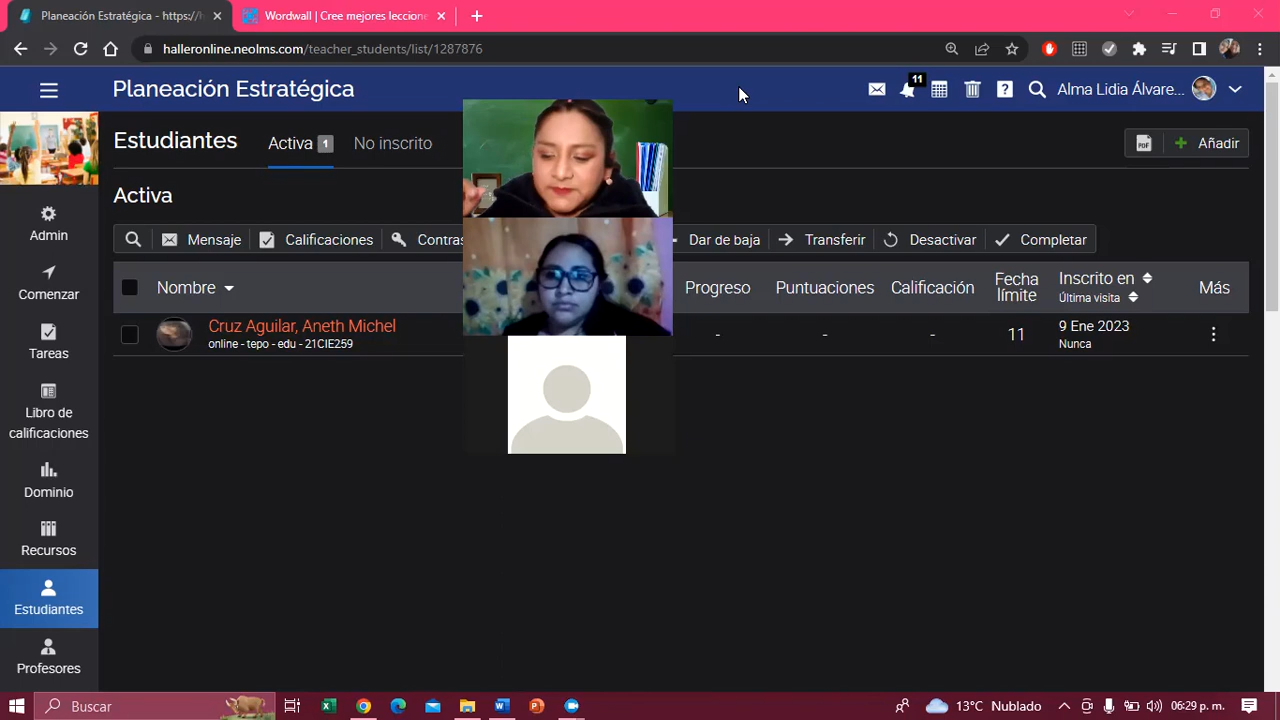 Planeación Estratégica - https://h
Wordwall | Cree mejores leccione
halleronline.neolms.com/teacher_students/list/1287876
Planeación Estratégica
11
Alma Lidia Álvare...
Estudiantes
Activa 1
No inscrito
PDF
Añadir
Activa
Mensaje
Calificaciones
Contras
Dar de baja
Transferir
Desactivar
Completar
Nombre
Progreso
Puntuaciones
Calificación
Fecha
límite
Inscrito en
Última visita
Más
Cruz Aguilar, Aneth Michel
online - tepo - edu - 21CIE259
-
-
-
11
9 Ene 2023
Nunca
Admin
Comenzar
Tareas
Libro de
calificaciones
Dominio
Recursos
Estudiantes
Profesores
Buscar
13°C Nublado
06:29 p. m.